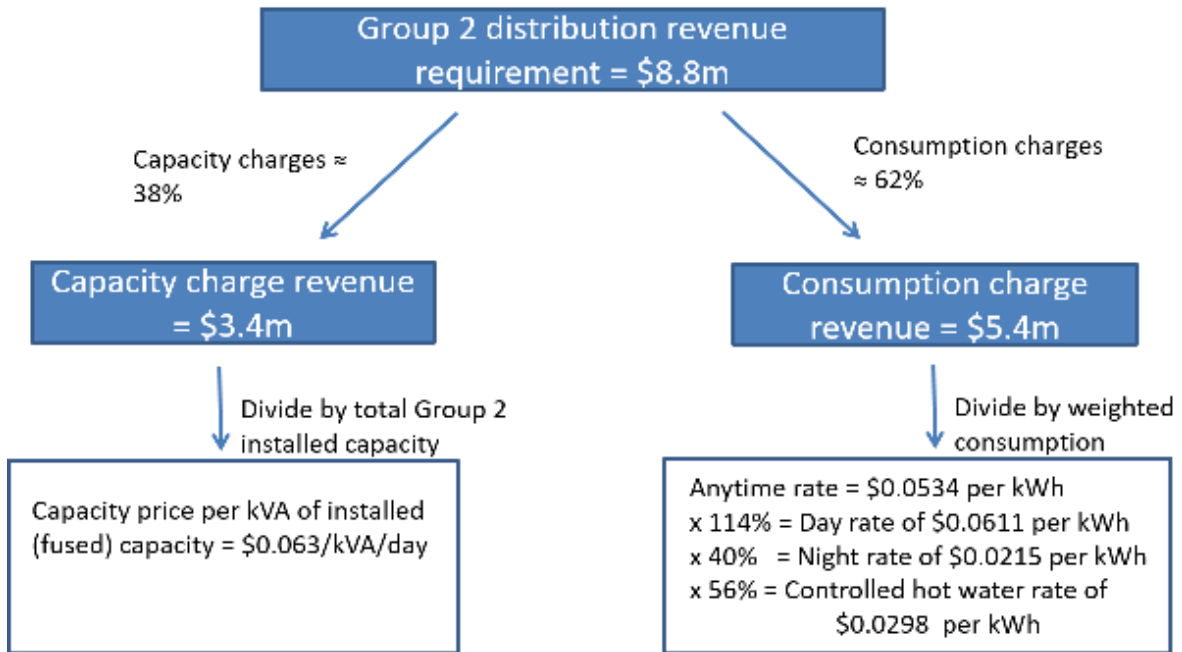 Group 2 distribution revenue
requirement = $8.8m
Capacity charges ≈
38%
Consumption charges
≈ 62%
Capacity charge revenue
= $3.4m
Consumption charge
revenue = $5.4m
Divide by total Group 2
installed capacity
Divide by weighted
consumption
Capacity price per kVA of installed
(fused) capacity = $0.063/kVA/day
Anytime rate = $0.0534 per kWh
x 114% = Day rate of $0.0611 per kWh
x 40% = Night rate of $0.0215 per kWh
x 56% = Controlled hot water rate of
$0.0298 per kWh